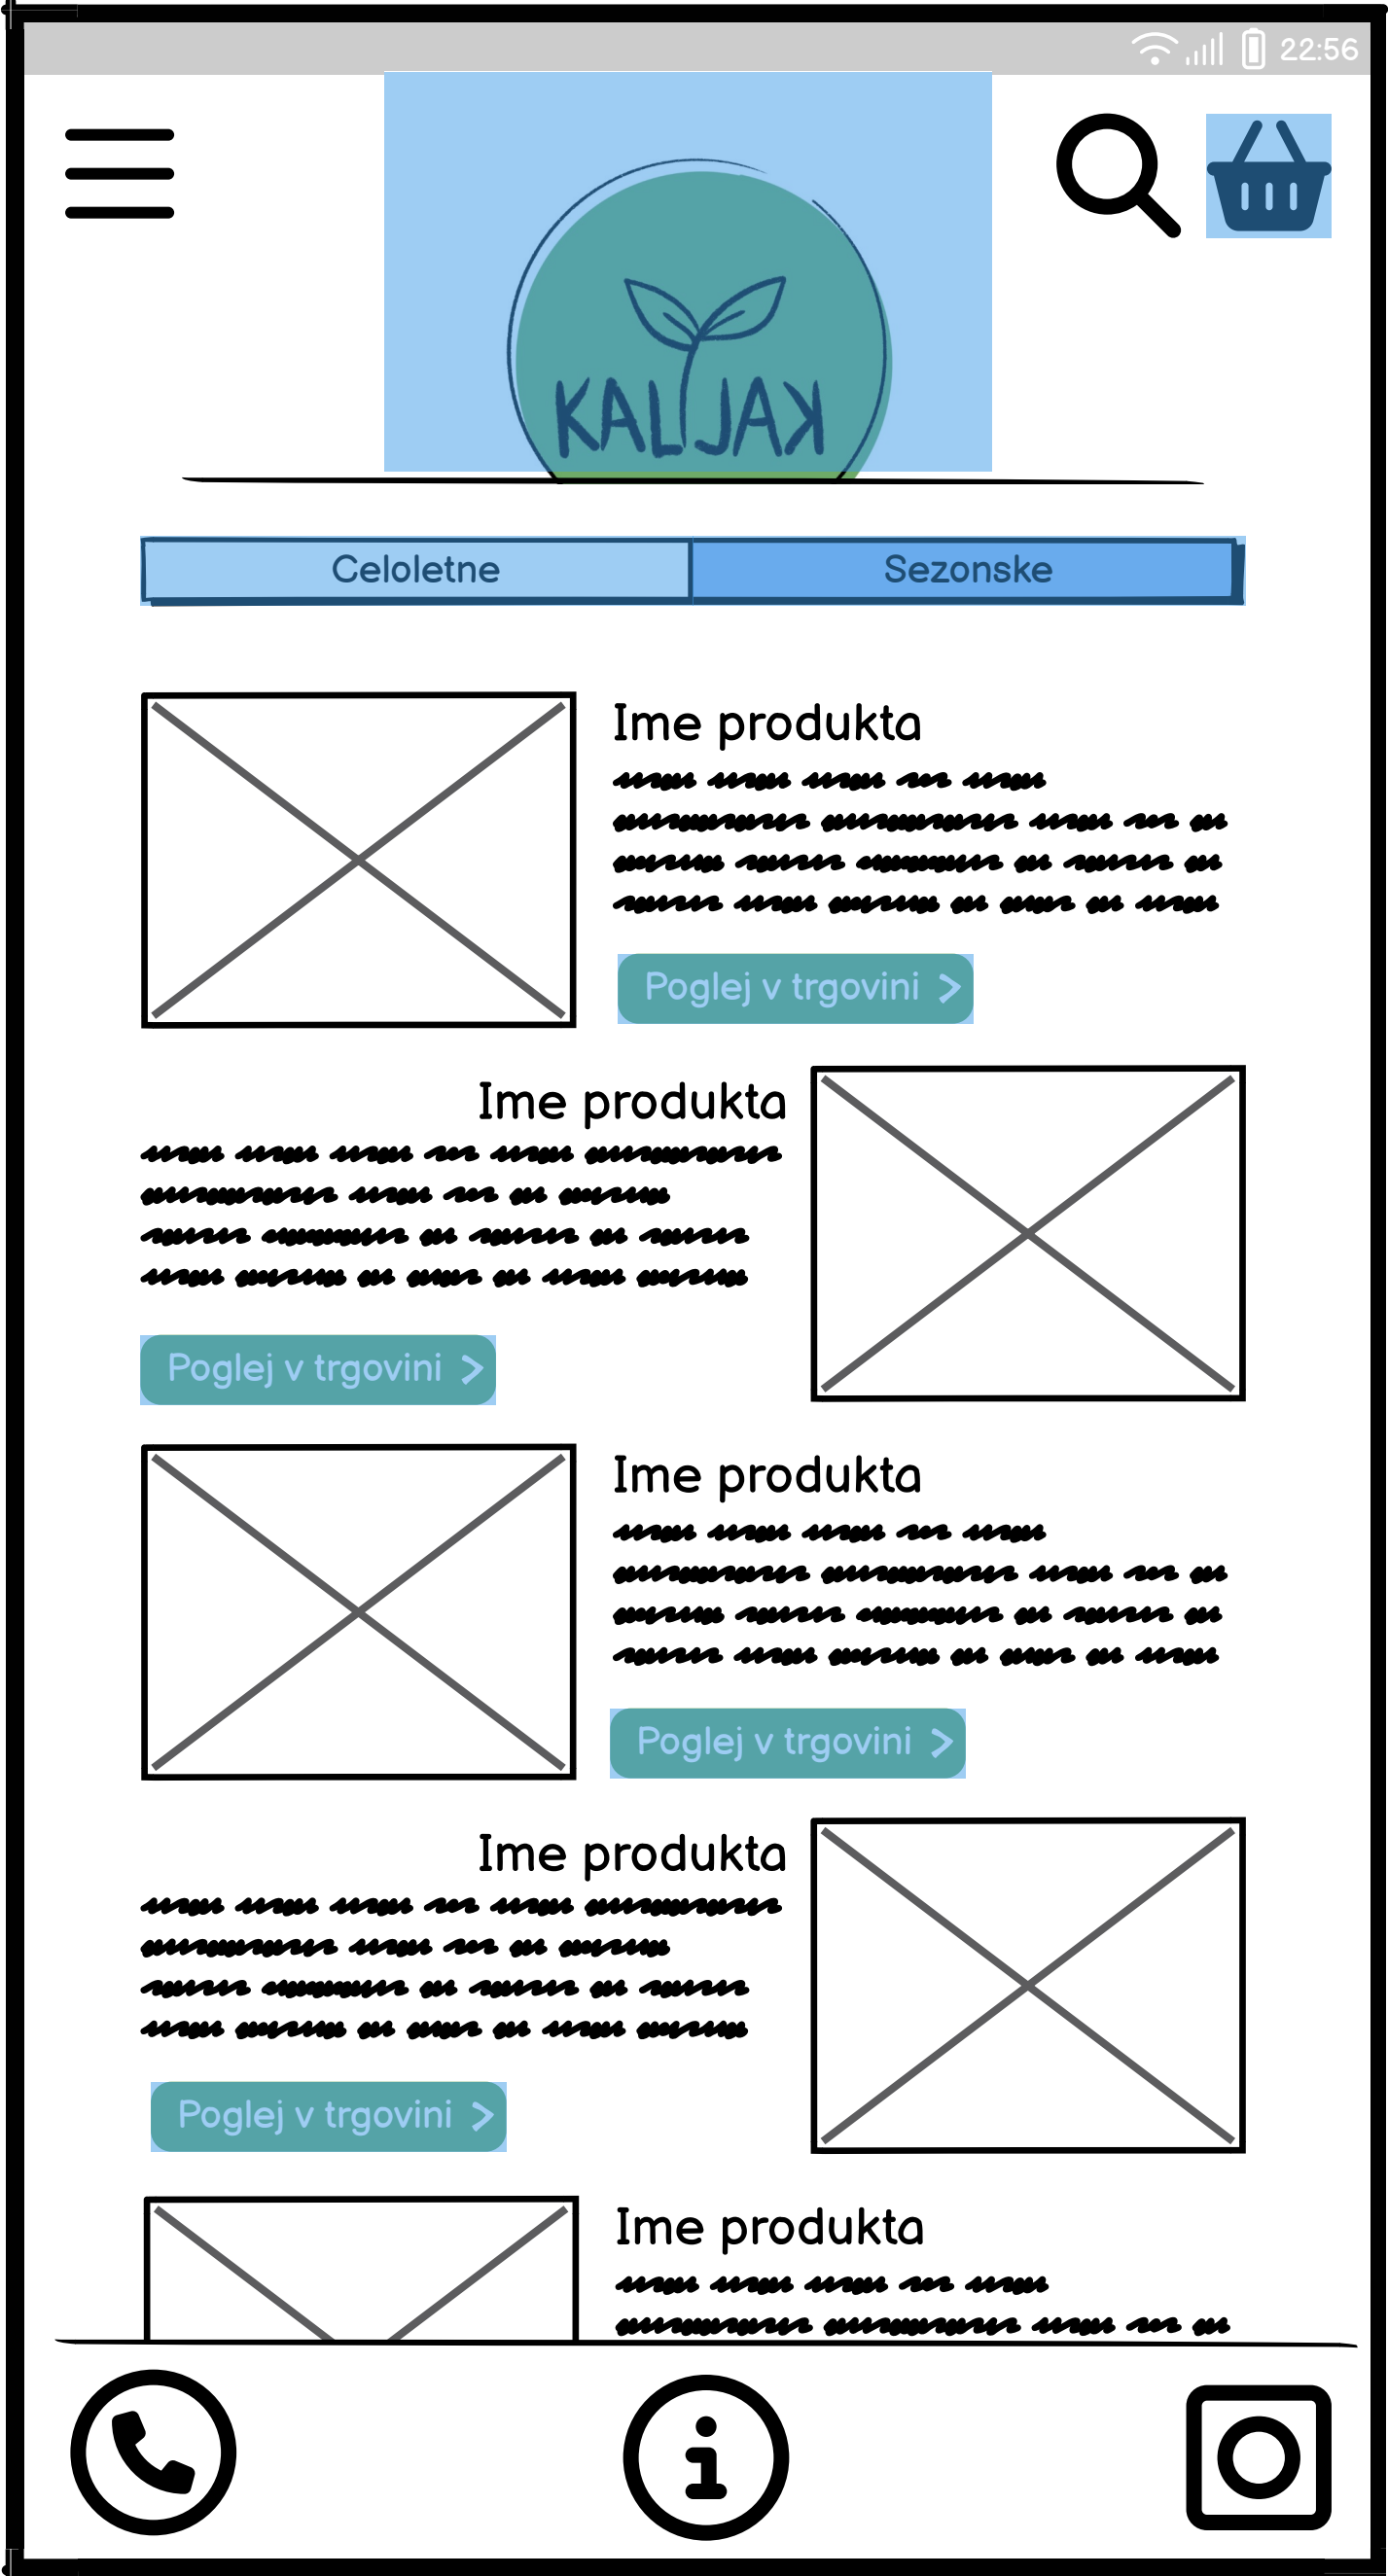 22:56
KALIJAK
Celoletne Sezonske
Ime produkta
Poglej v trgovini >
Ime produkta
Poglej v trgovini >
Ime produkta
Poglej v trgovini >
Ime produkta
Poglej v trgovini >
Ime produkta